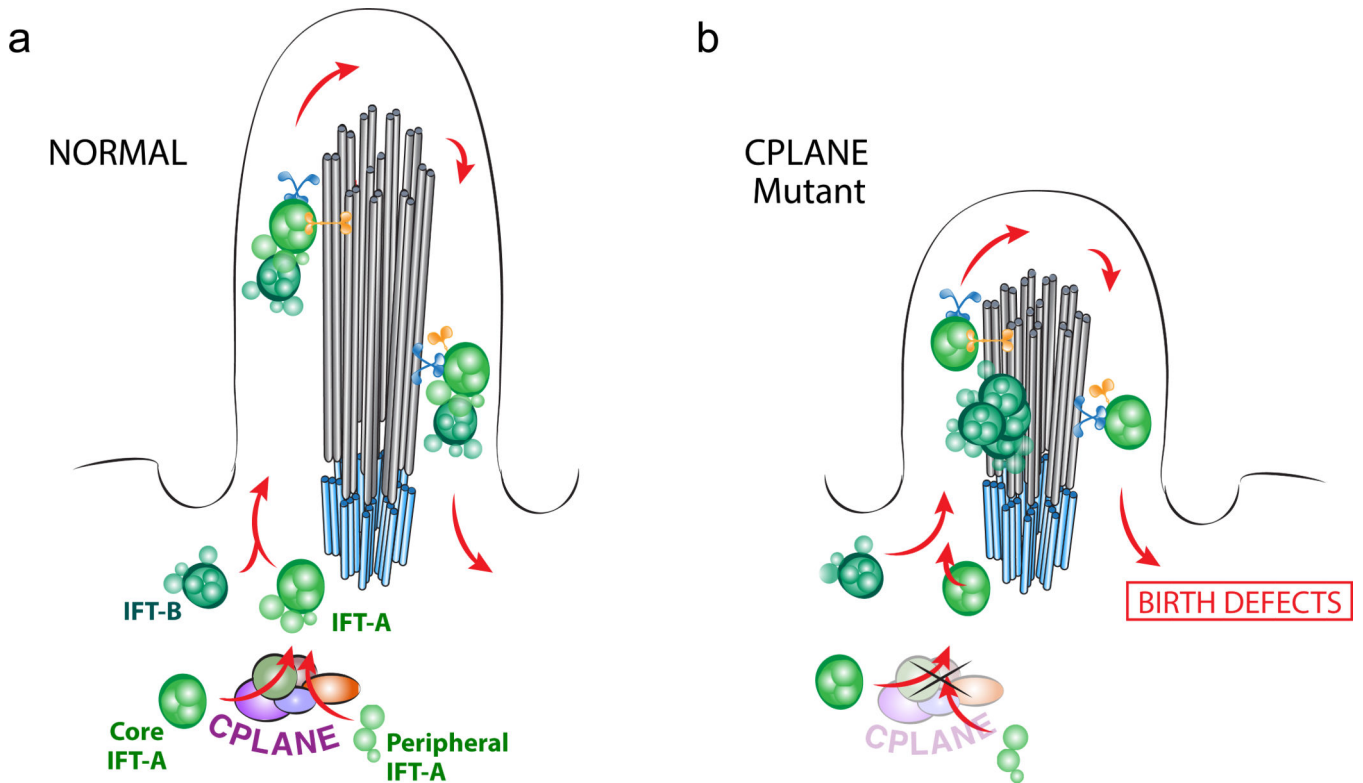 a
NORMAL
IFT-B
IFT-A
Core
IFT-A
CPLANE
Peripheral
IFT-A
b
CPLANE
Mutant
BIRTH DEFECTS
CPLANE